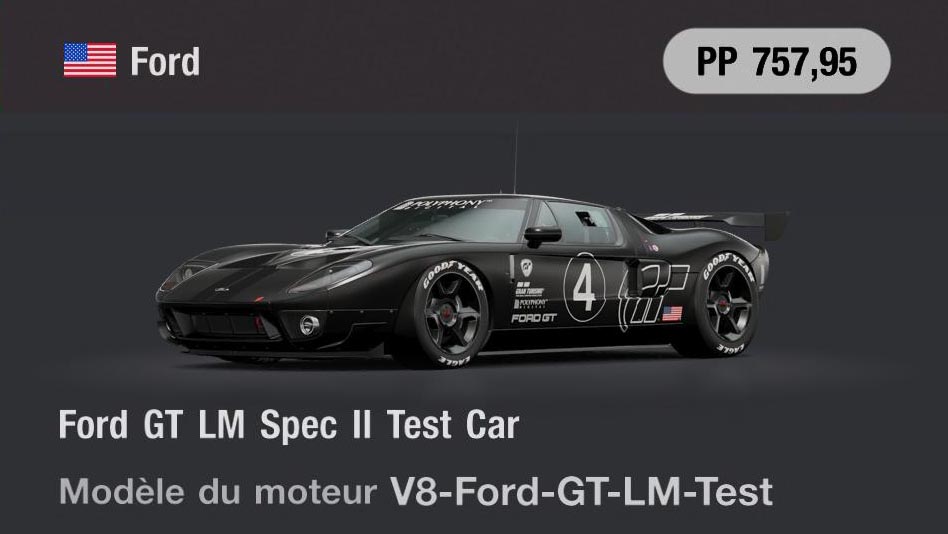 Ford
PP 757,95
POLYPHONY
DIGITAL
GOODYEAR
EAGLE
4
GRAN TURISMO
POLYPHONY
DIGITAL
FORD GT
GOODYEAR
EAGLE
Ford GT LM Spec II Test Car
Modèle du moteur V8-Ford-GT-LM-Test